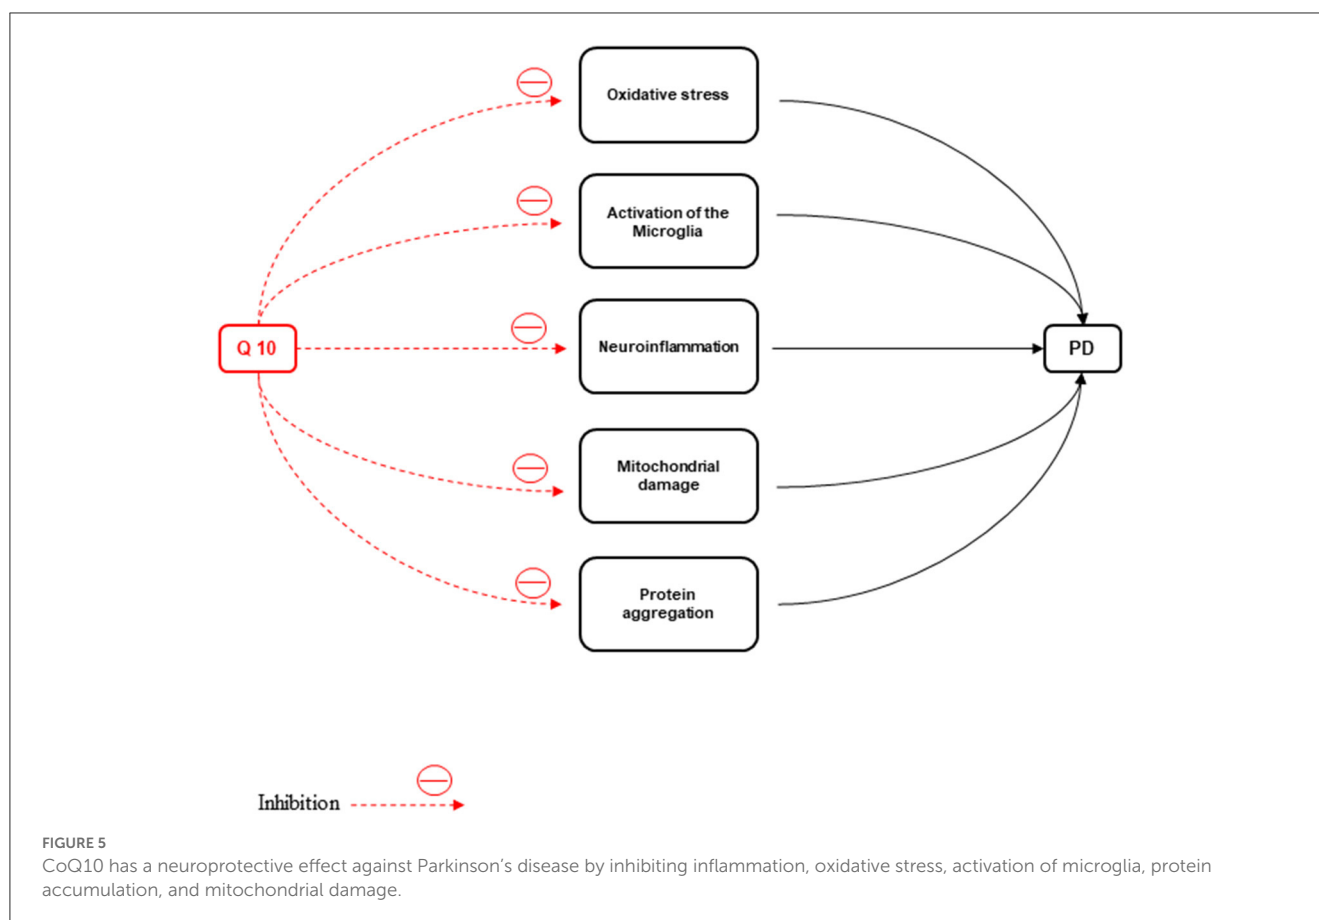 Oxidative stress
Activation of the
Microglia
Q 10
Neuroinflammation
PD
Mitochondrial
damage
Protein
aggregation
Inhibition
FIGURE 5
CoQ10 has a neuroprotective effect against Parkinson's disease by inhibiting inflammation, oxidative stress, activation of microglia, protein
accumulation, and mitochondrial damage.